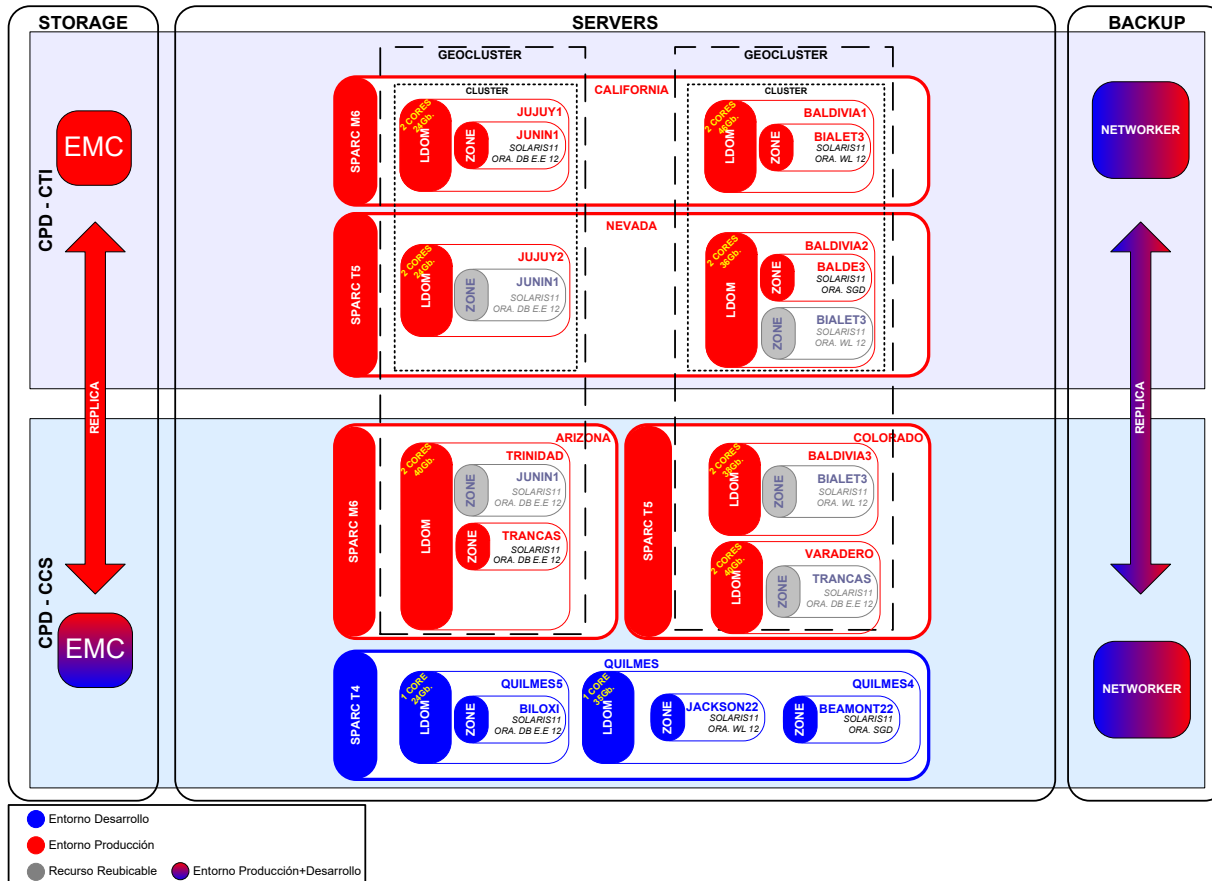 STORAGE
SERVERS
BACKUP
GEOCLUSTER
GEOCLUSTER
CPD - CTI
EMC
REPLICA
SPARC M6
CALIFORNIA
CLUSTER
2 CORES
24Gb.
LDOM
JUJUY1
ZONE
JUNIN1
SOLARIS11
ORA. DB E.E 12
CLUSTER
2 CORES
46Gb.
LDOM
BALDIVIA1
ZONE
BIALET3
SOLARIS11
ORA. WL 12
NETWORKER
REPLICA
SPARC T5
NEVADA
2 CORES
24Gb.
LDOM
JUJUY2
ZONE
JUNIN1
SOLARIS11
ORA. DB E.E 12
2 CORES
36Gb.
LDOM
BALDIVIA2
ZONE
BALDE3
SOLARIS11
ORA. SGD
ZONE
BIALET3
SOLARIS11
ORA. WL 12
CPD - CCS
EMC
SPARC M6
ARIZONA
2 CORES
40Gb.
LDOM
TRINIDAD
ZONE
JUNIN1
SOLARIS11
ORA. DB E.E 12
ZONE
TRANCAS
SOLARIS11
ORA. DB E.E 12
SPARC T5
COLORADO
2 CORES
38Gb.
LDOM
BALDIVIA3
ZONE
BIALET3
SOLARIS11
ORA. WL 12
2 CORES
40Gb.
LDOM
VARADERO
ZONE
TRANCAS
SOLARIS11
ORA. DB E.E 12
SPARC T4
QUILMES
1 CORE
24Gb.
LDOM
QUILMES5
ZONE
BILOXI
SOLARIS11
ORA. DB E.E 12
1 CORE
35Gb.
LDOM
QUILMES4
ZONE
JACKSON22
SOLARIS11
ORA. WL 12
ZONE
BEAMONT22
SOLARIS11
ORA. SGD
NETWORKER
Entorno Desarrollo
Entorno Producción
Recurso Reubicable
Entorno Producción+Desarrollo